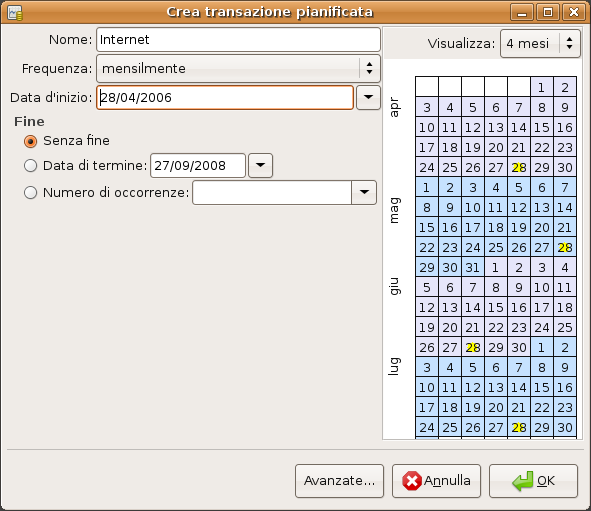 Crea transazione pianificata
Nome: Internet
Visualizza: 4 mesi
Frequenza: mensilmente
Data d'inizio: 28/04/2006
Fine
Senza fine
Data di termine: 27/09/2008
Numero di occorrenze:
apr
1 2
3 4 5 6 7 8 9
10 11 12 13 14 15 16
17 18 19 20 21 22 23
24 25 26 27 28 29 30
mag
1 2 3 4 5 6 7
8 9 10 11 12 13 14
15 16 17 18 19 20 21
22 23 24 25 26 27 28
29 30 31 1 2 3 4
giu
5 6 7 8 9 10 11
12 13 14 15 16 17 18
19 20 21 22 23 24 25
26 27 28 29 30 1 2
lug
3 4 5 6 7 8 9
10 11 12 13 14 15 16
17 18 19 20 21 22 23
24 25 26 27 28 29 30
Avanzate... Annulla OK